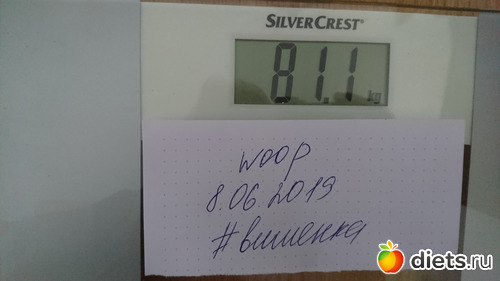 SILVERCREST®
81.1 kg
woop
8.06.2019
#вишенка
diets.ru